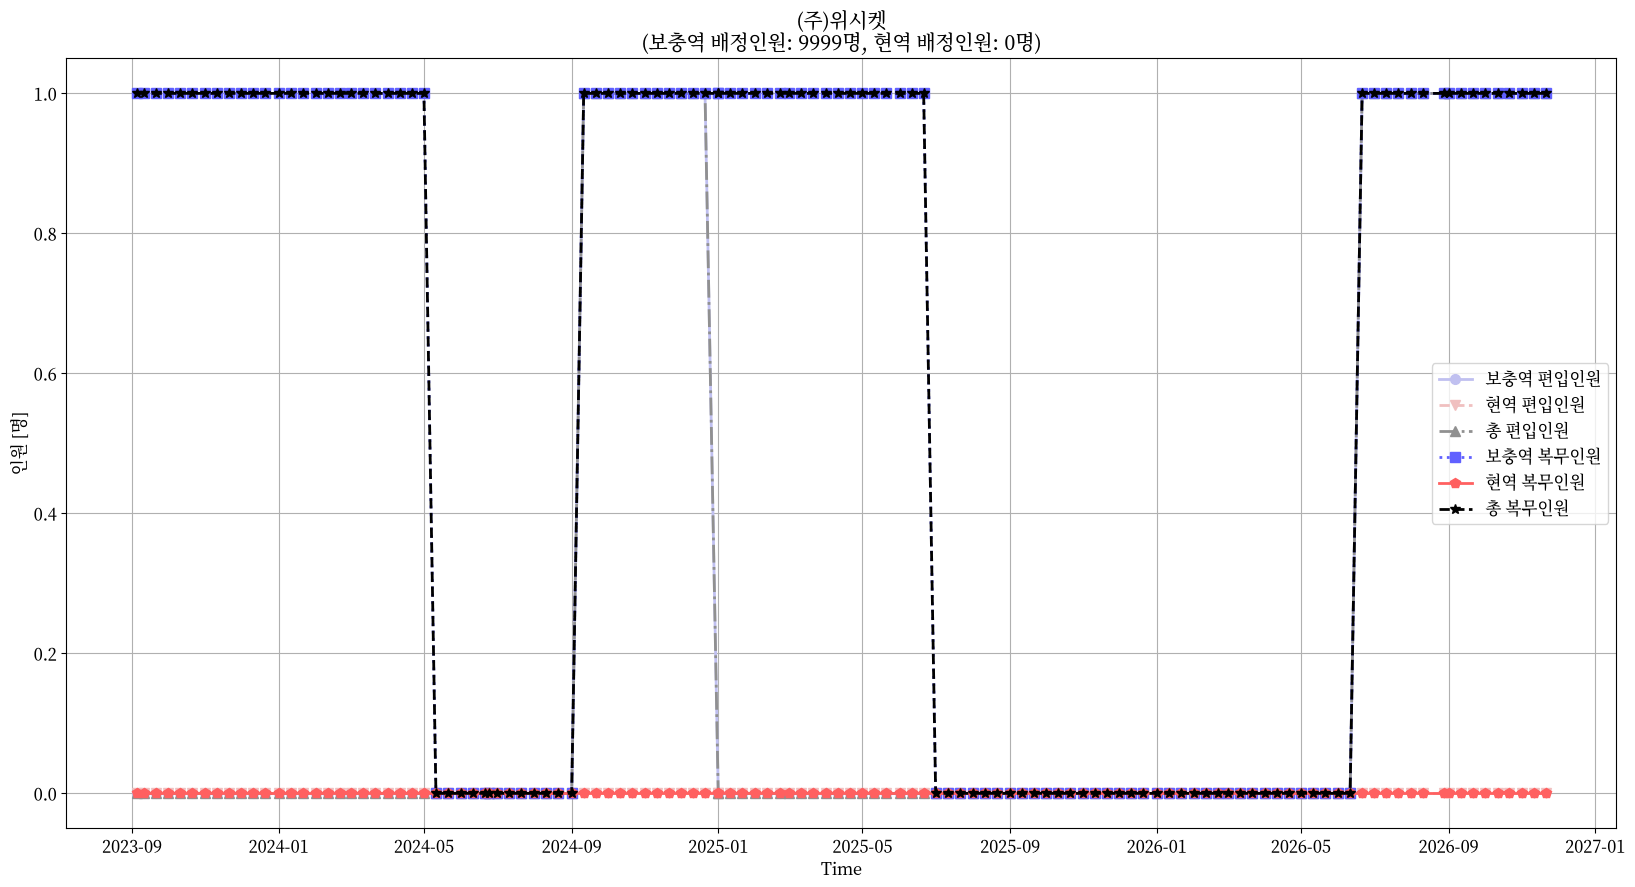 (주)위시켓
(보충역 배정인원: 9999명, 현역 배정인원: 0명)
인원 [명]
1.0
0.8
0.6
0.4
0.2
0.0
보충역 편입인원
현역 편입인원
총 편입인원
보충역 복무인원
현역 복무인원
총 복무인원
2023-09
2024-01
2024-05
2024-09
2025-01
2025-05
2025-09
2026-01
2026-05
2026-09
2027-01
Time